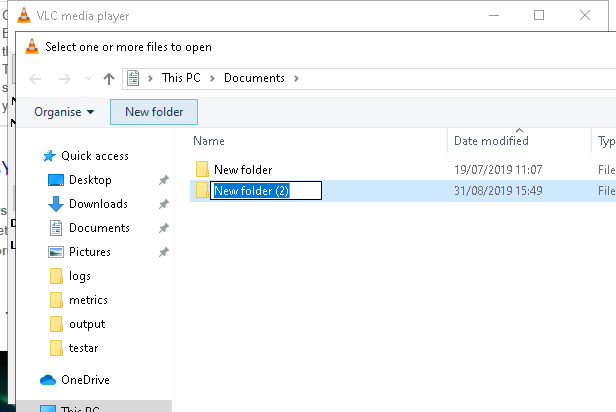 VLC media player
Select one or more files to open
This PC > Documents >
Organise New folder
Name Date modified Typ
Quick access
New folder 19/07/2019 11:07 File
Desktop
New folder (2) 31/08/2019 15:49 File
Downloads
Documents
Pictures
logs
metrics
output
testar
OneDrive
This PC